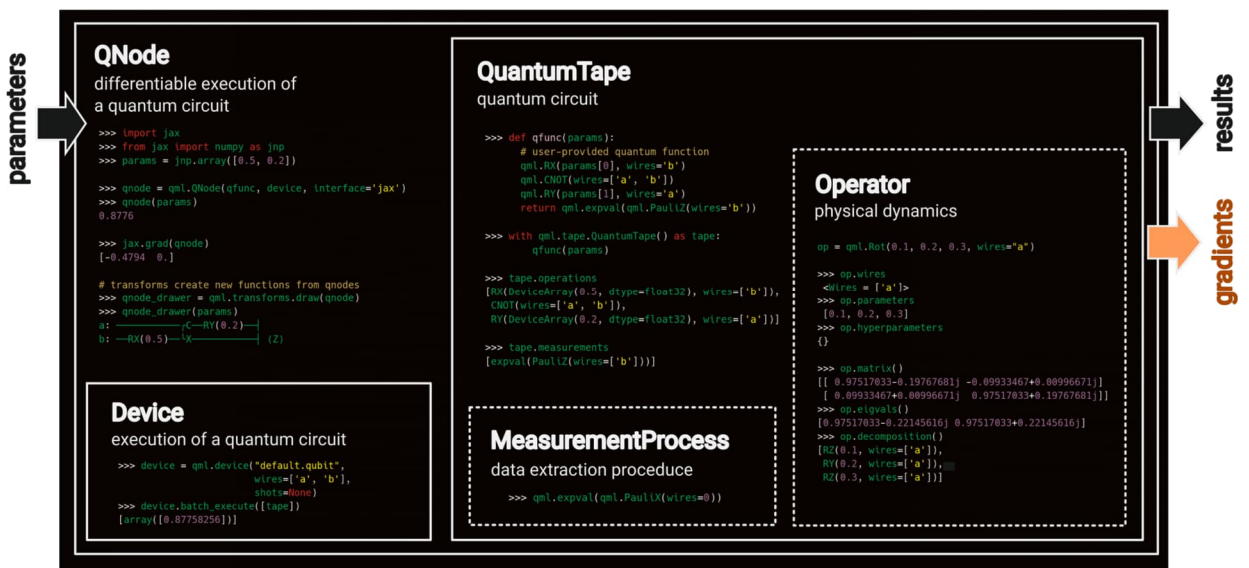 parameters
QNode
differentiable execution of
a quantum circuit
>>> import jax
>>> from jax import numpy as jnp
>>> params = jnp.array([0.5, 0.2])
>>> qnode = qml.QNode(qfunc, device, interface='jax')
>>> qnode(params)
0.8776
>>> jax.grad(qnode)
[-0.4794  0.]
# transforms create new functions from qnodes
>>> qnode_drawer = qml.transforms.draw(qnode)
>>> qnode_drawer(params)
a: ──────────╭C──RY(0.2)──┤
b: ──RX(0.5)──╰X───────────┤ ⟨Z⟩
Device
execution of a quantum circuit
>>> device = qml.device("default.qubit",
wires=['a', 'b'],
shots=None)
>>> device.batch_execute([tape])
[array([0.87758256])]
QuantumTape
quantum circuit
>>> def qfunc(params):
# user-provided quantum function
qml.RX(params[0], wires='b')
qml.CNOT(wires=['a', 'b'])
qml.RY(params[1], wires='a')
return qml.expval(qml.PauliZ(wires='b'))
>>> with qml.tape.QuantumTape() as tape:
qfunc(params)
>>> tape.operations
[RX(DeviceArray(0.5, dtype=float32), wires=['b']),
CNOT(wires=['a', 'b']),
RY(DeviceArray(0.2, dtype=float32), wires=['a'])]
>>> tape.measurements
[expval(PauliZ(wires=['b']))]
MeasurementProcess
data extraction proceduce
>>> qml.expval(qml.PauliX(wires=0))
Operator
physical dynamics
op = qml.Rot(0.1, 0.2, 0.3, wires="a")
>>> op.wires
<Wires = ['a']>
>>> op.parameters
[0.1, 0.2, 0.3]
>>> op.hyperparameters
{}
>>> op.matrix()
[[ 0.97517033-0.19767681j -0.09933467+0.00996671j]
[ 0.09933467+0.00996671j  0.97517033+0.19767681j]]
>>> op.eigvals()
[0.97517033-0.22145616j 0.97517033+0.22145616j]
>>> op.decomposition()
[RZ(0.1, wires=['a']),
RY(0.2, wires=['a']),
RZ(0.3, wires=['a'])]
results
gradients